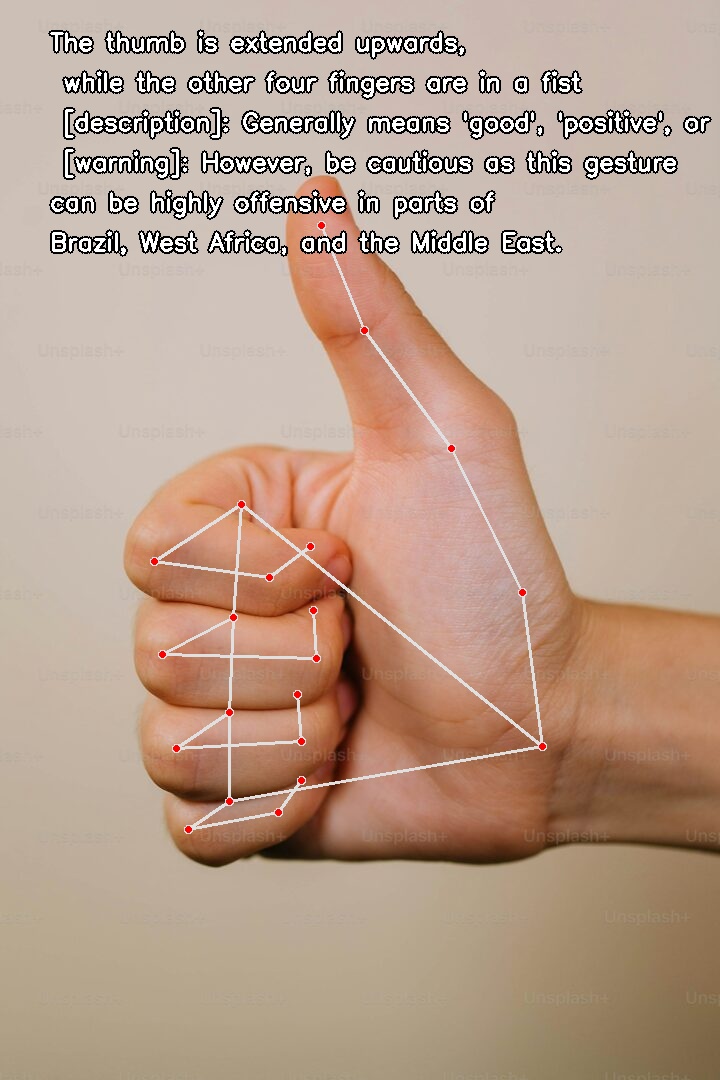 The thumb is extended upwards,
while the other four fingers are in a fist
[description]: Generally means 'good', 'positive', or
[warning]: However, be cautious as this gesture
can be highly offensive in parts of
Brazil, West Africa, and the Middle East.
Unsplash+